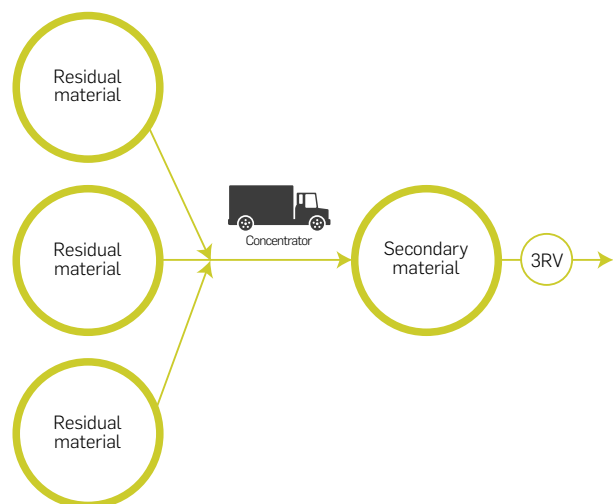 Residual
material
Residual
material
Residual
material
Concentrator
Secondary
material
3RV